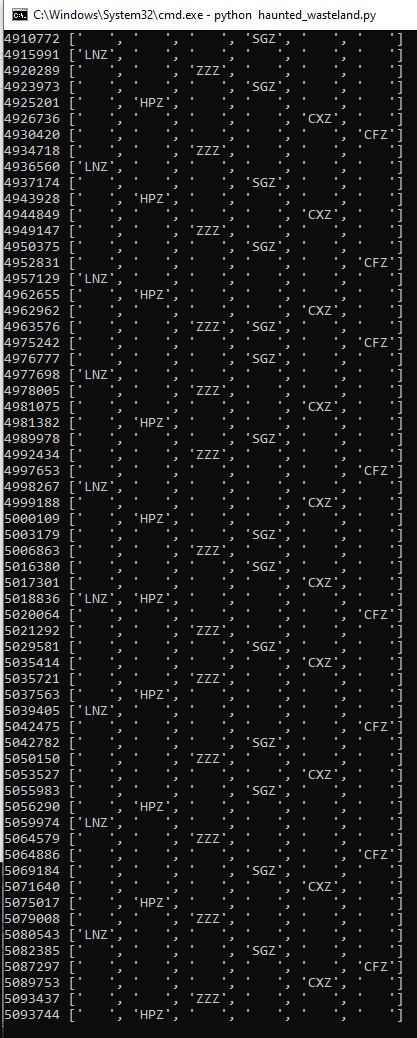 C:\Windows\System32\cmd.exe - python  haunted_wasteland.py
4910772 ['   ', '   ', '   ', 'SGZ', '   ', '   ']
4915991 ['LNZ', '   ', '   ', '   ', '   ', '   ']
4920289 ['   ', '   ', 'ZZZ', '   ', '   ', '   ']
4923973 ['   ', '   ', '   ', 'SGZ', '   ', '   ']
4925201 ['   ', 'HPZ', '   ', '   ', '   ', '   ']
4926736 ['   ', '   ', '   ', '   ', 'CXZ', '   ']
4930420 ['   ', '   ', '   ', '   ', '   ', 'CFZ']
4934718 ['   ', '   ', 'ZZZ', '   ', '   ', '   ']
4936560 ['LNZ', '   ', '   ', '   ', '   ', '   ']
4937174 ['   ', '   ', '   ', 'SGZ', '   ', '   ']
4943928 ['   ', 'HPZ', '   ', '   ', '   ', '   ']
4944849 ['   ', '   ', '   ', '   ', 'CXZ', '   ']
4949147 ['   ', '   ', 'ZZZ', '   ', '   ', '   ']
4950375 ['   ', '   ', '   ', 'SGZ', '   ', '   ']
4952831 ['   ', '   ', '   ', '   ', '   ', 'CFZ']
4957129 ['LNZ', '   ', '   ', '   ', '   ', '   ']
4962655 ['   ', 'HPZ', '   ', '   ', '   ', '   ']
4962962 ['   ', '   ', '   ', '   ', 'CXZ', '   ']
4963576 ['   ', '   ', 'ZZZ', 'SGZ', '   ', '   ']
4975242 ['   ', '   ', '   ', '   ', '   ', 'CFZ']
4976777 ['   ', '   ', '   ', 'SGZ', '   ', '   ']
4977698 ['LNZ', '   ', '   ', '   ', '   ', '   ']
4978005 ['   ', '   ', 'ZZZ', '   ', '   ', '   ']
4981075 ['   ', '   ', '   ', '   ', 'CXZ', '   ']
4981382 ['   ', 'HPZ', '   ', '   ', '   ', '   ']
4989978 ['   ', '   ', '   ', 'SGZ', '   ', '   ']
4992434 ['   ', '   ', 'ZZZ', '   ', '   ', '   ']
4997653 ['   ', '   ', '   ', '   ', '   ', 'CFZ']
4998267 ['LNZ', '   ', '   ', '   ', '   ', '   ']
4999188 ['   ', '   ', '   ', '   ', 'CXZ', '   ']
5000109 ['   ', 'HPZ', '   ', '   ', '   ', '   ']
5003179 ['   ', '   ', '   ', 'SGZ', '   ', '   ']
5006863 ['   ', '   ', 'ZZZ', '   ', '   ', '   ']
5016380 ['   ', '   ', '   ', 'SGZ', '   ', '   ']
5017301 ['   ', '   ', '   ', '   ', 'CXZ', '   ']
5018836 ['LNZ', 'HPZ', '   ', '   ', '   ', '   ']
5020064 ['   ', '   ', '   ', '   ', '   ', 'CFZ']
5021292 ['   ', '   ', 'ZZZ', '   ', '   ', '   ']
5029581 ['   ', '   ', '   ', 'SGZ', '   ', '   ']
5035414 ['   ', '   ', '   ', '   ', 'CXZ', '   ']
5035721 ['   ', '   ', 'ZZZ', '   ', '   ', '   ']
5037563 ['   ', 'HPZ', '   ', '   ', '   ', '   ']
5039405 ['LNZ', '   ', '   ', '   ', '   ', '   ']
5042475 ['   ', '   ', '   ', '   ', '   ', 'CFZ']
5042782 ['   ', '   ', '   ', 'SGZ', '   ', '   ']
5050150 ['   ', '   ', 'ZZZ', '   ', '   ', '   ']
5053527 ['   ', '   ', '   ', '   ', 'CXZ', '   ']
5055983 ['   ', '   ', '   ', 'SGZ', '   ', '   ']
5056290 ['   ', 'HPZ', '   ', '   ', '   ', '   ']
5059974 ['LNZ', '   ', '   ', '   ', '   ', '   ']
5064579 ['   ', '   ', 'ZZZ', '   ', '   ', '   ']
5064886 ['   ', '   ', '   ', '   ', '   ', 'CFZ']
5069184 ['   ', '   ', '   ', 'SGZ', '   ', '   ']
5071640 ['   ', '   ', '   ', '   ', 'CXZ', '   ']
5075017 ['   ', 'HPZ', '   ', '   ', '   ', '   ']
5079008 ['   ', '   ', 'ZZZ', '   ', '   ', '   ']
5080543 ['LNZ', '   ', '   ', '   ', '   ', '   ']
5082385 ['   ', '   ', '   ', 'SGZ', '   ', '   ']
5087297 ['   ', '   ', '   ', '   ', '   ', 'CFZ']
5089753 ['   ', '   ', '   ', '   ', 'CXZ', '   ']
5093437 ['   ', '   ', 'ZZZ', '   ', '   ', '   ']
5093744 ['   ', 'HPZ', '   ', '   ', '   ', '   ']